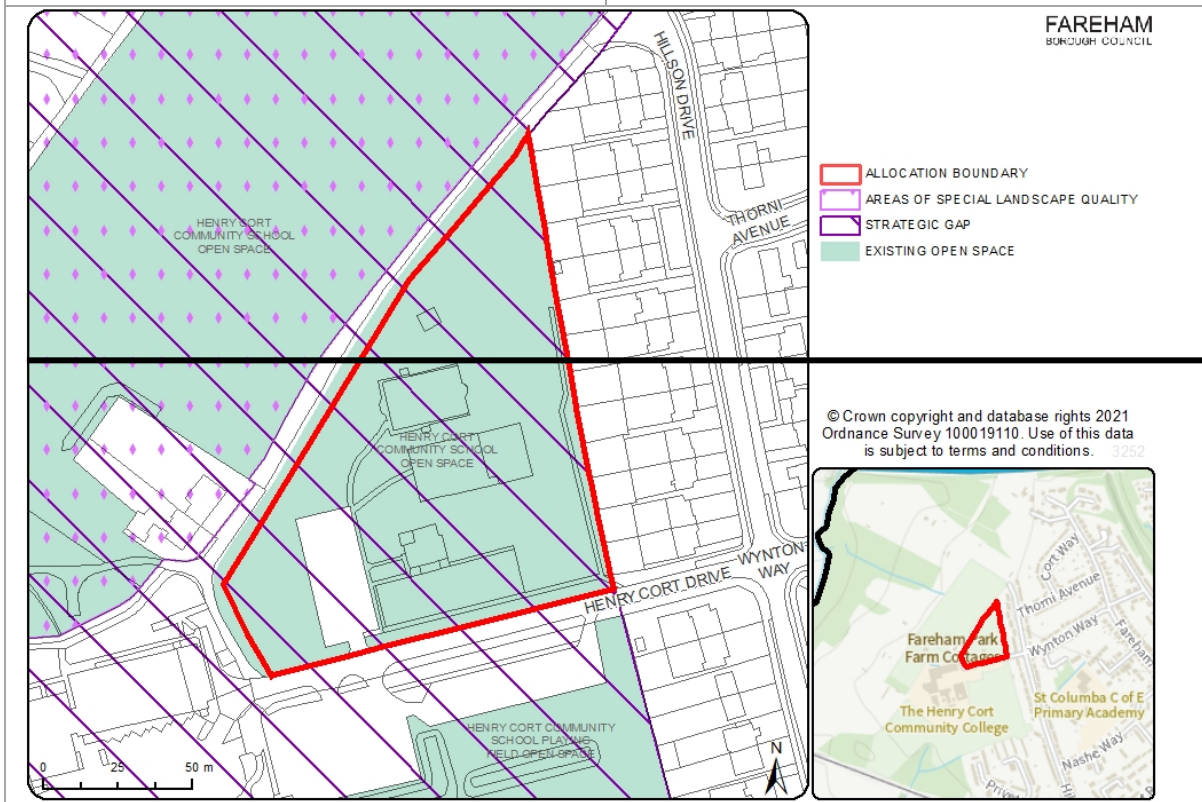 FAREHAM
BOROUGH COUNCIL
HILLSON DRIVE
THORNI
AVENUE
HENRY CORT
COMMUNITY SCHOOL
OPEN SPACE
ALLOCATION BOUNDARY
AREAS OF SPECIAL LANDSCAPE QUALITY
STRATEGIC GAP
EXISTING OPEN SPACE
HENRY CORT
COMMUNITY SCHOOL
OPEN SPACE
WYNTON
WAY
HENRY CORT DRIVE
HENRY CORT COMMUNITY
SCHOOL PLAYING
FIELD OPEN SPACE
0 25 50 m
N
© Crown copyright and database rights 2021
Ordnance Survey 100019110. Use of this data
is subject to terms and conditions. 3252
Cort Way
Thorni Avenue
Fareham Park
Farm Cottages
Wynton Way
Fareham
St Columba C of E
Primary Academy
The Henry Cort
Community College
Nashe Way
Hi